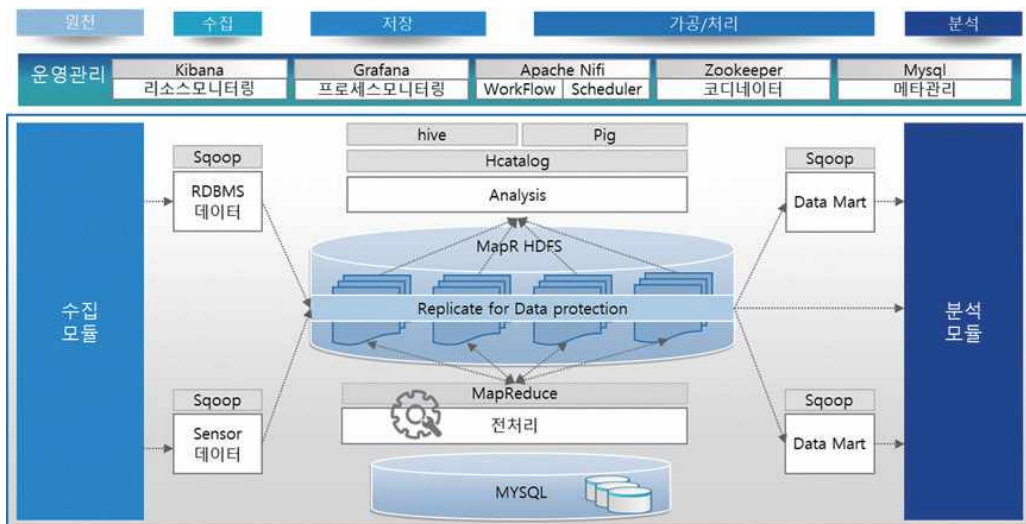 원전
수집
저장
가공/처리
분석
운영관리
Kibana
리소스모니터링
Grafana
프로세스모니터링
Apache Nifi
WorkFlow
Scheduler
Zookeeper
코디네이터
Mysql
메타관리
수집
모듈
Sqoop
RDBMS
데이터
Sqoop
Sensor
데이터
hive
Pig
Hcatalog
Analysis
MapR HDFS
Replicate for Data protection
MapReduce
전처리
MYSQL
Sqoop
Data Mart
Sqoop
Data Mart
분석
모듈